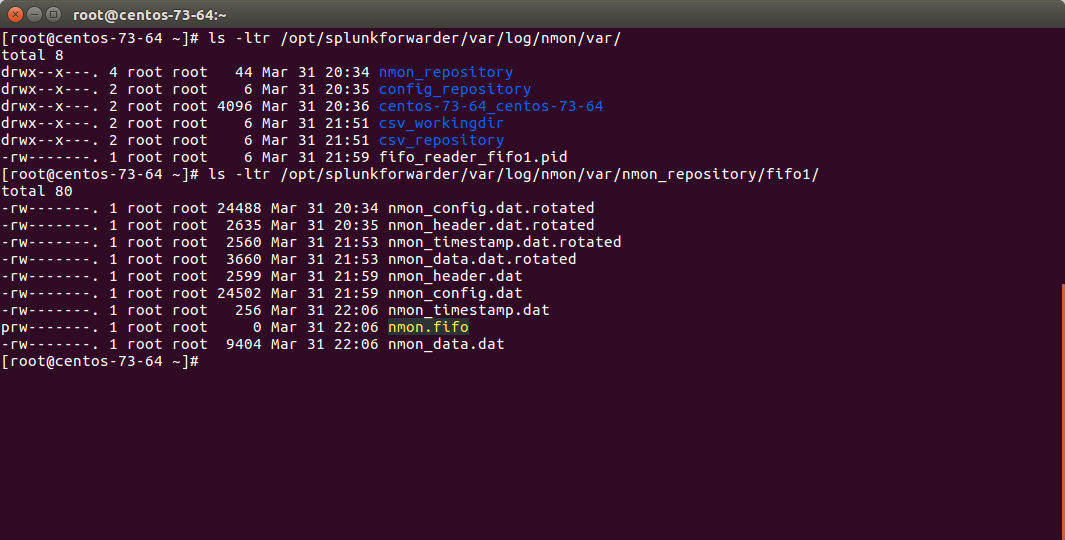 root@centos-73-64:~
[root@centos-73-64 ~]# ls -ltr /opt/splunkforwarder/var/log/nmon/var/
total 8
drwx--x---. 4 root root   44 Mar 31 20:34 nmon_repository
drwx--x---. 2 root root    6 Mar 31 20:35 config_repository
drwx--x---. 2 root root 4096 Mar 31 20:36 centos-73-64_centos-73-64
drwx--x---. 2 root root    6 Mar 31 21:51 csv_workingdir
drwx--x---. 2 root root    6 Mar 31 21:51 csv_repository
-rw-------. 1 root root    6 Mar 31 21:59 fifo_reader_fifo1.pid
[root@centos-73-64 ~]# ls -ltr /opt/splunkforwarder/var/log/nmon/var/nmon_repository/fifo1/
total 80
-rw-------. 1 root root 24488 Mar 31 20:34 nmon_config.dat.rotated
-rw-------. 1 root root  2635 Mar 31 20:35 nmon_header.dat.rotated
-rw-------. 1 root root  2560 Mar 31 21:53 nmon_timestamp.dat.rotated
-rw-------. 1 root root  3660 Mar 31 21:53 nmon_data.dat.rotated
-rw-------. 1 root root  2599 Mar 31 21:59 nmon_header.dat
-rw-------. 1 root root 24502 Mar 31 21:59 nmon_config.dat
-rw-------. 1 root root   256 Mar 31 22:06 nmon_timestamp.dat
prw-------. 1 root root     0 Mar 31 22:06 nmon.fifo
-rw-------. 1 root root  9404 Mar 31 22:06 nmon_data.dat
[root@centos-73-64 ~]#